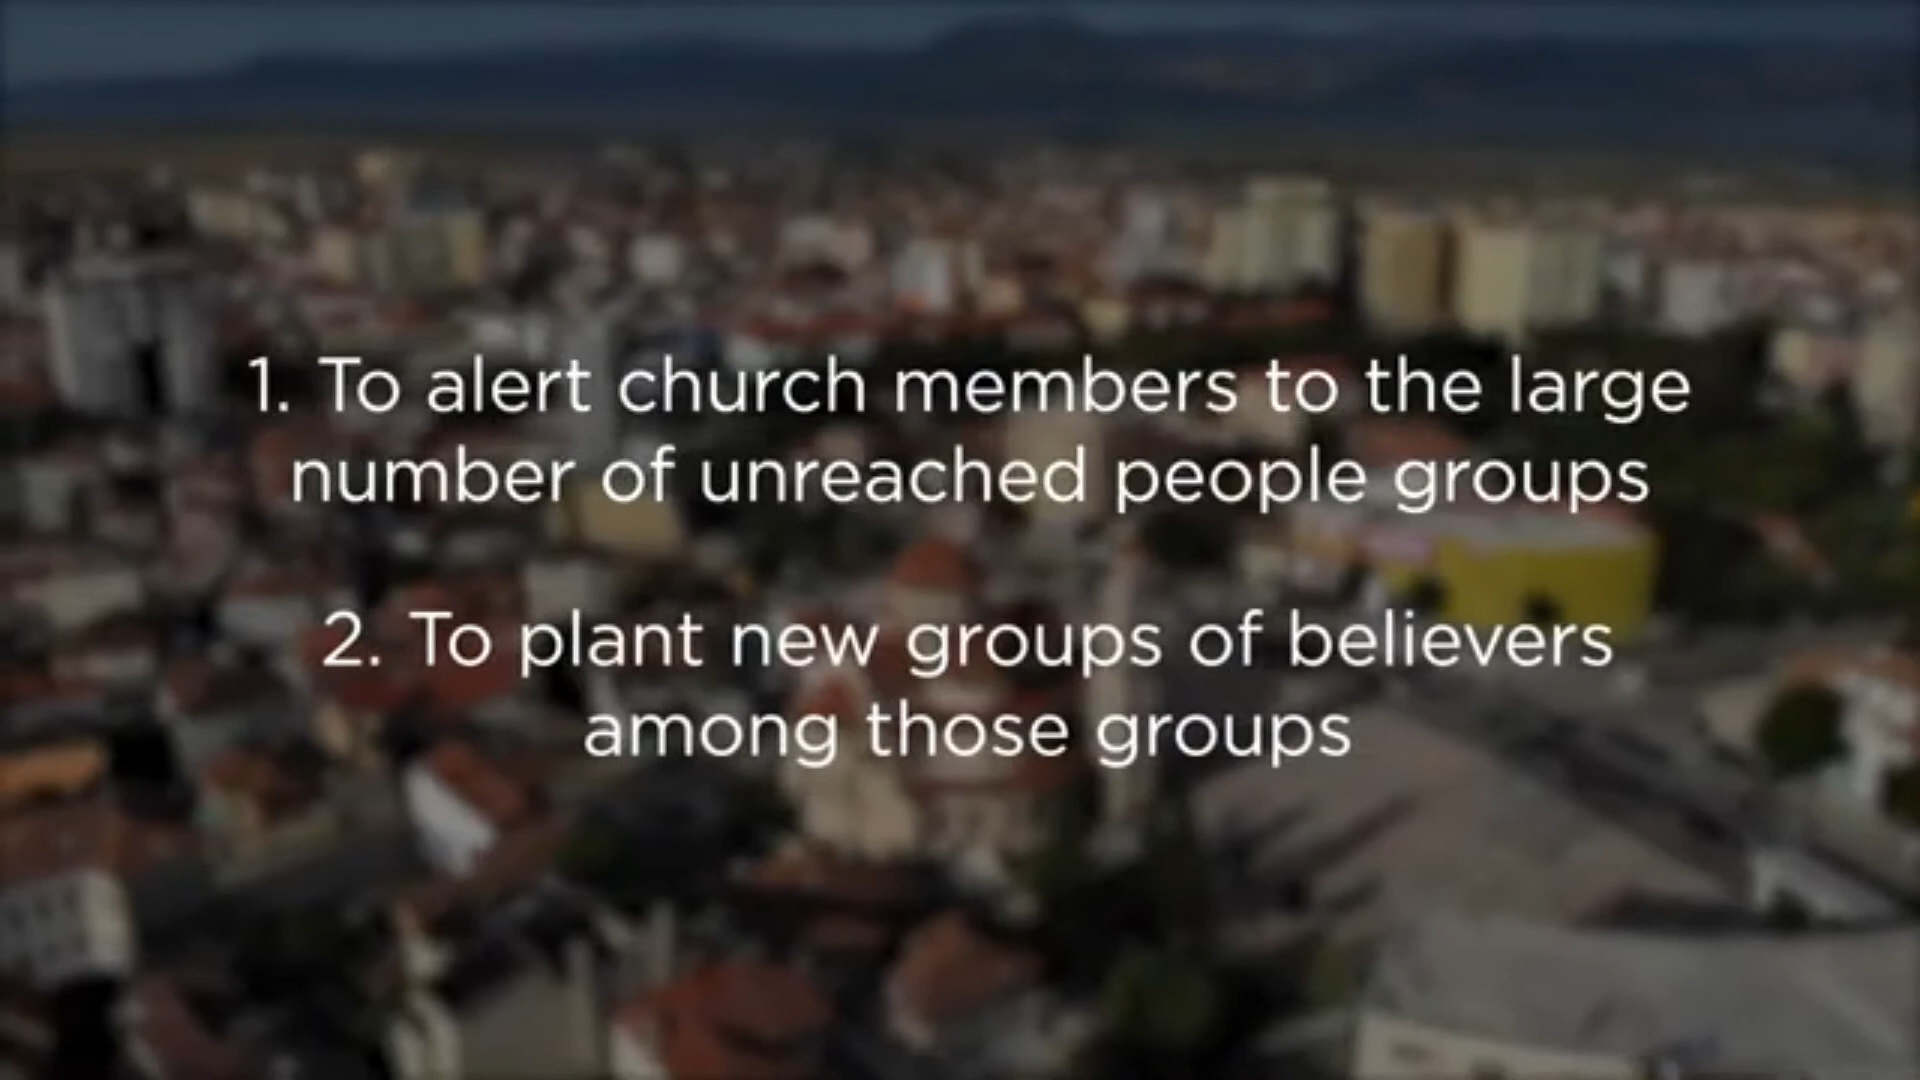 1. To alert church members to the large
number of unreached people groups
2. To plant new groups of believers
among those groups